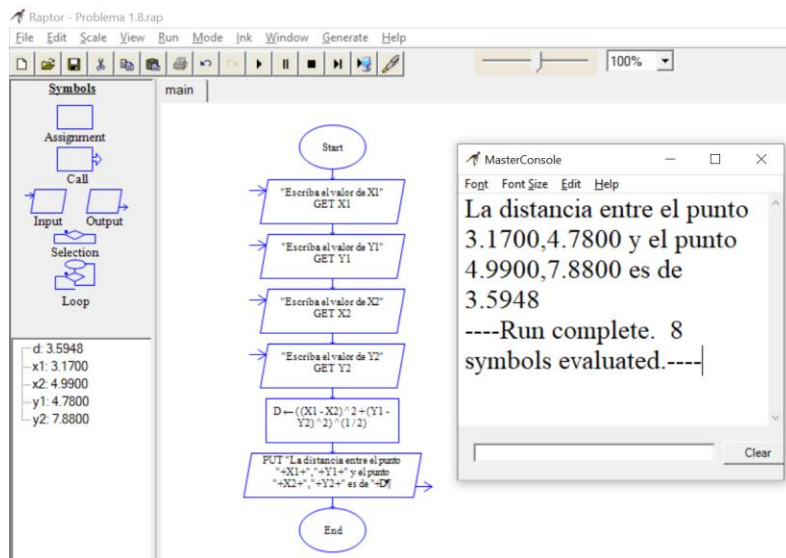 Raptor - Problema 1.8.rap
File Edit Scale View Run Mode Ink Window Generate Help
100%
Symbols
Assignment
Call
Input Output
Selection
Loop
d: 3.5948
x1: 3.1700
x2: 4.9900
y1: 4.7800
y2: 7.8800
main
Start
"Escriba el valor de X1"
GET X1
"Escriba el valor de Y1"
GET Y1
"Escriba el valor de X2"
GET X2
"Escriba el valor de Y2"
GET Y2
D ← ((X1 - X2) ^ 2 + (Y1 -
Y2) ^ 2) ^ (1 / 2)
PUT "La distancia entre el punto
"+X1+","+Y1+" y el punto
"+X2+","+Y2+" es de "+D¶
End
MasterConsole
Font Font Size Edit Help
La distancia entre el punto
3.1700,4.7800 y el punto
4.9900,7.8800 es de
3.5948
----Run complete. 8
symbols evaluated.----
Clear